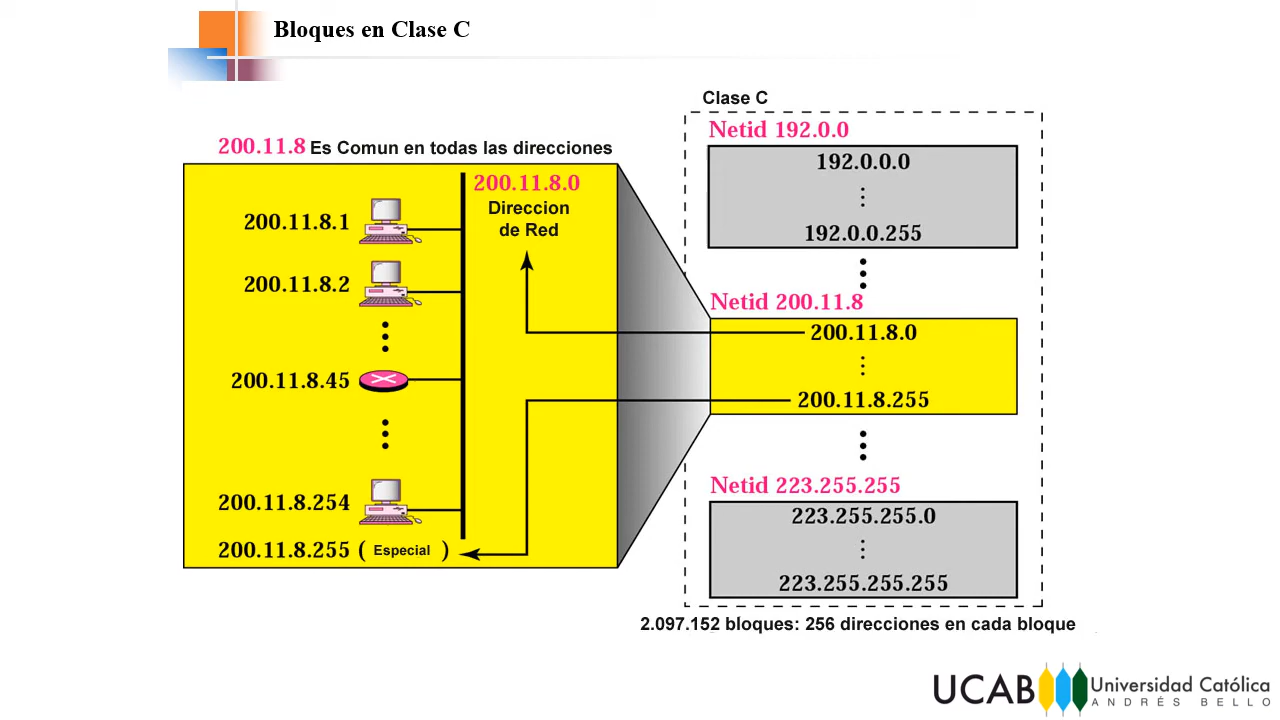 Bloques en Clase C
200.11.8 Es Comun en todas las direcciones
200.11.8.0
Direccion
de Red
200.11.8.1
200.11.8.2
200.11.8.45
200.11.8.254
200.11.8.255 ( Especial )
Clase C
Netid 192.0.0
192.0.0.0
192.0.0.255
Netid 200.11.8
200.11.8.0
200.11.8.255
Netid 223.255.255
223.255.255.0
223.255.255.255
2.097.152 bloques: 256 direcciones en cada bloque
UCAB Universidad Católica
ANDRÉS BELLO